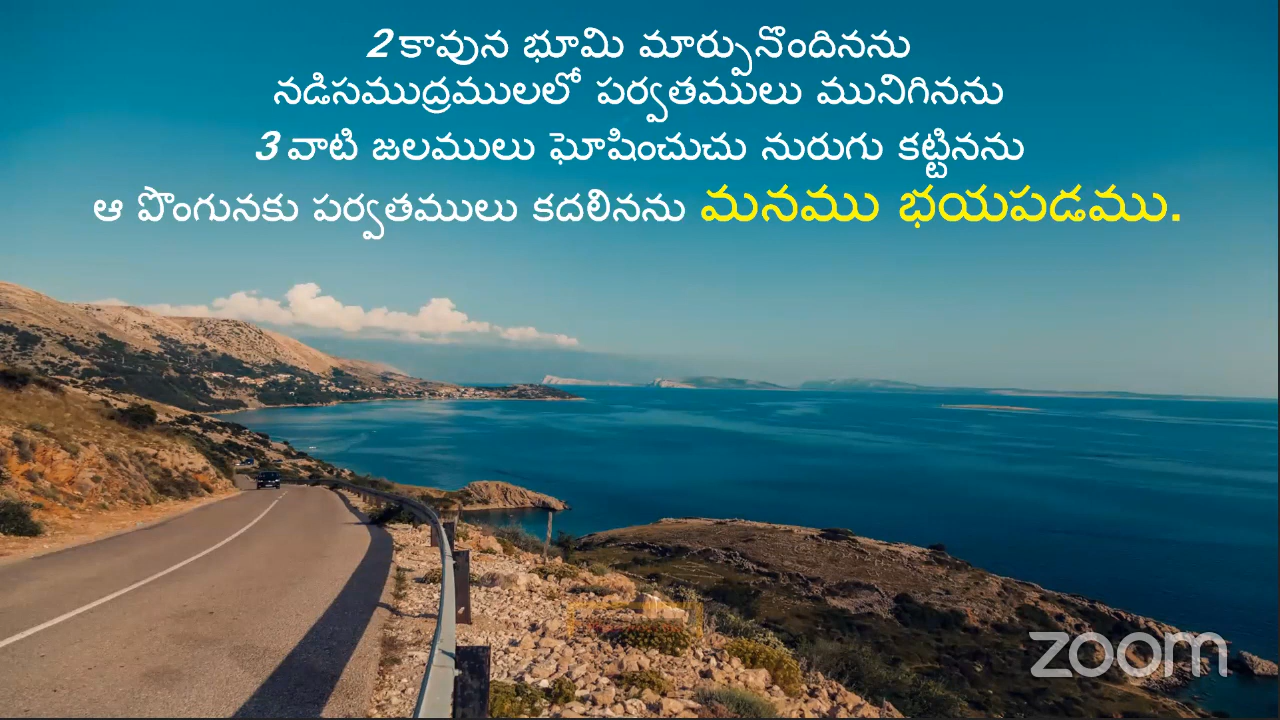 2 కావున భూమి మార్పునొందినను
నడిసముద్రములలో పర్వతములు మునిగినను
3 వాటి జలములు ఘోషించుచు నురుగు కట్టినను
ఆ పొంగునకు పర్వతములు కదలినను మనము భయపడము.
zoom